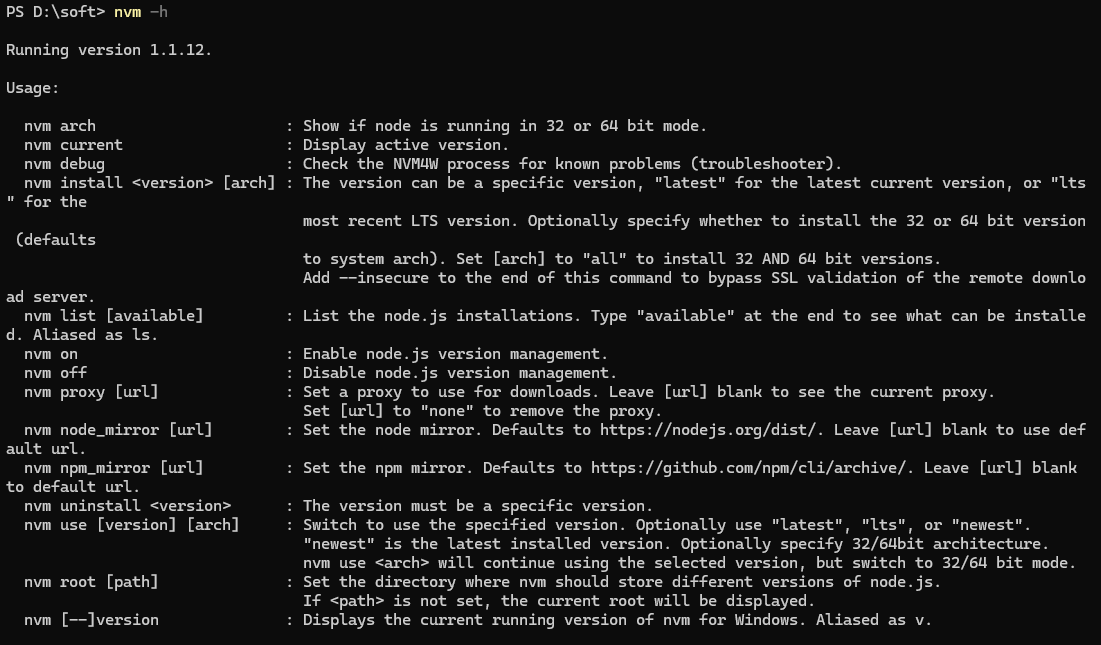 PS D:\soft> nvm -h

Running version 1.1.12.

Usage:

  nvm arch                     : Show if node is running in 32 or 64 bit mode.
  nvm current                  : Display active version.
  nvm debug                    : Check the NVM4W process for known problems (troubleshooter).
  nvm install <version> [arch] : The version can be a specific version, "latest" for the latest current version, or "lts
" for the
                                 most recent LTS version. Optionally specify whether to install the 32 or 64 bit version
 (defaults
                                 to system arch). Set [arch] to "all" to install 32 AND 64 bit versions.
                                 Add --insecure to the end of this command to bypass SSL validation of the remote downlo
ad server.
  nvm list [available]         : List the node.js installations. Type "available" at the end to see what can be installe
d. Aliased as ls.
  nvm on                       : Enable node.js version management.
  nvm off                      : Disable node.js version management.
  nvm proxy [url]              : Set a proxy to use for downloads. Leave [url] blank to see the current proxy.
                                 Set [url] to "none" to remove the proxy.
  nvm node_mirror [url]        : Set the node mirror. Defaults to https://nodejs.org/dist/. Leave [url] blank to use def
ault url.
  nvm npm_mirror [url]         : Set the npm mirror. Defaults to https://github.com/npm/cli/archive/. Leave [url] blank
to default url.
  nvm uninstall <version>      : The version must be a specific version.
  nvm use [version] [arch]     : Switch to use the specified version. Optionally use "latest", "lts", or "newest".
                                 "newest" is the latest installed version. Optionally specify 32/64bit architecture.
                                 nvm use <arch> will continue using the selected version, but switch to 32/64 bit mode.
  nvm root [path]              : Set the directory where nvm should store different versions of node.js.
                                 If <path> is not set, the current root will be displayed.
  nvm [--]version              : Displays the current running version of nvm for Windows. Aliased as v.